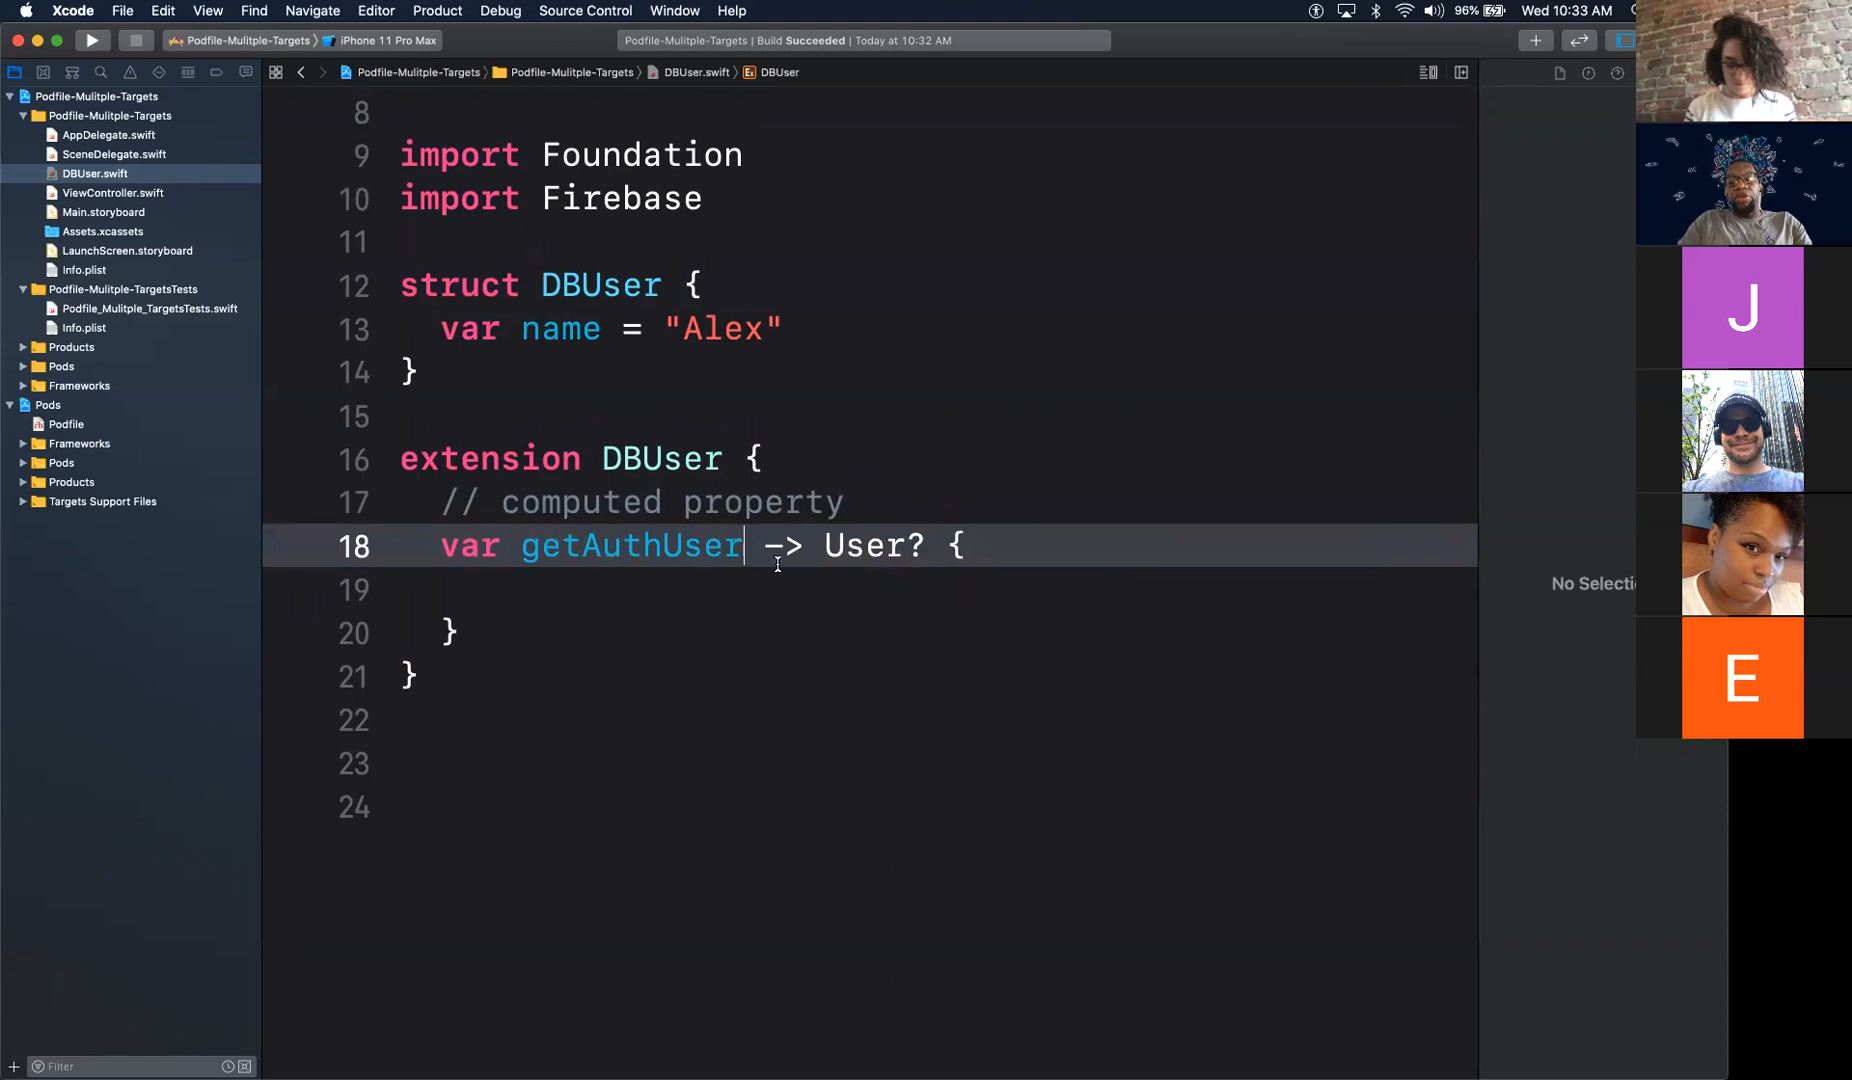 Xcode File Edit View Find Navigate Editor Product Debug Source Control Window Help 96% Wed 10:33 AM
Podfile-Mulitple-Targets iPhone 11 Pro Max
Podfile-Mulitple-Targets | Build Succeeded | Today at 10:32 AM
Podfile-Mulitple-Targets Podfile-Mulitple-Targets DBUser.swift Ex DBUser
Podfile-Mulitple-Targets
Podfile-Mulitple-Targets
AppDelegate.swift
SceneDelegate.swift
DBUser.swift
ViewController.swift
Main.storyboard
Assets.xcassets
LaunchScreen.storyboard
Info.plist
Podfile-Mulitple-TargetsTests
Podfile_Mulitple_TargetsTests.swift
Info.plist
Products
Pods
Frameworks
Pods
Podfile
Frameworks
Pods
Products
Targets Support Files
Filter
8
9 import Foundation
10 import Firebase
11
12 struct DBUser {
13 var name = "Alex"
14 }
15
16 extension DBUser {
17 // computed property
18 var getAuthUser -> User? {
19
20 }
21 }
22
23
24
No Selectio
J
E